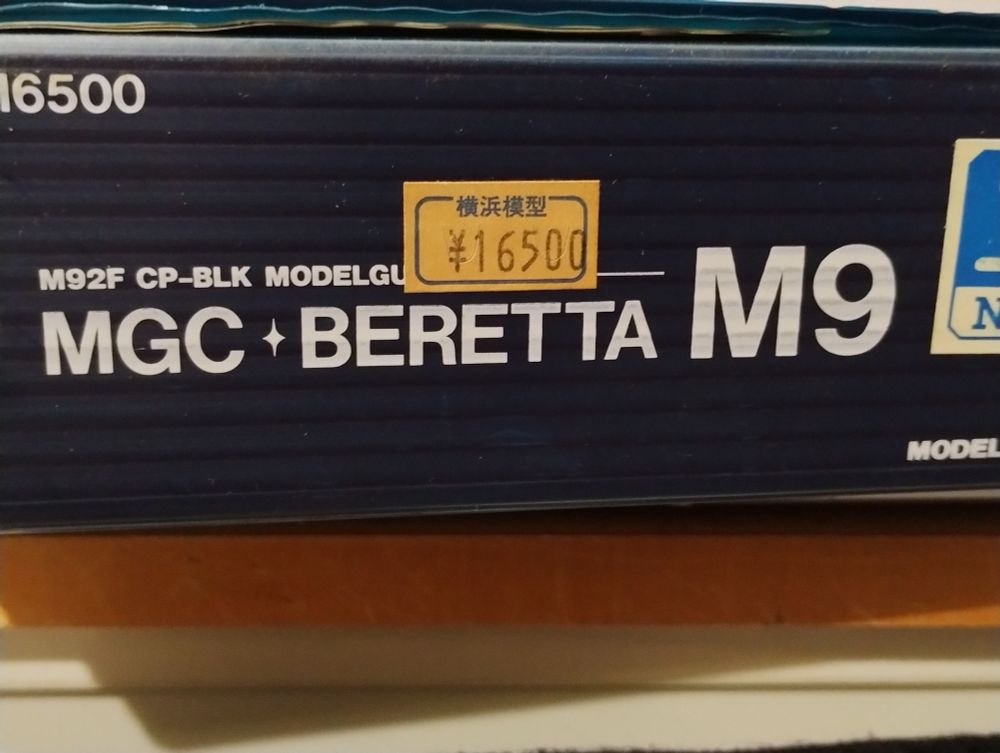 16500
横浜模型
¥16500
M92F CP-BLK MODELGU
MGC BERETTA M9
N
MODEL